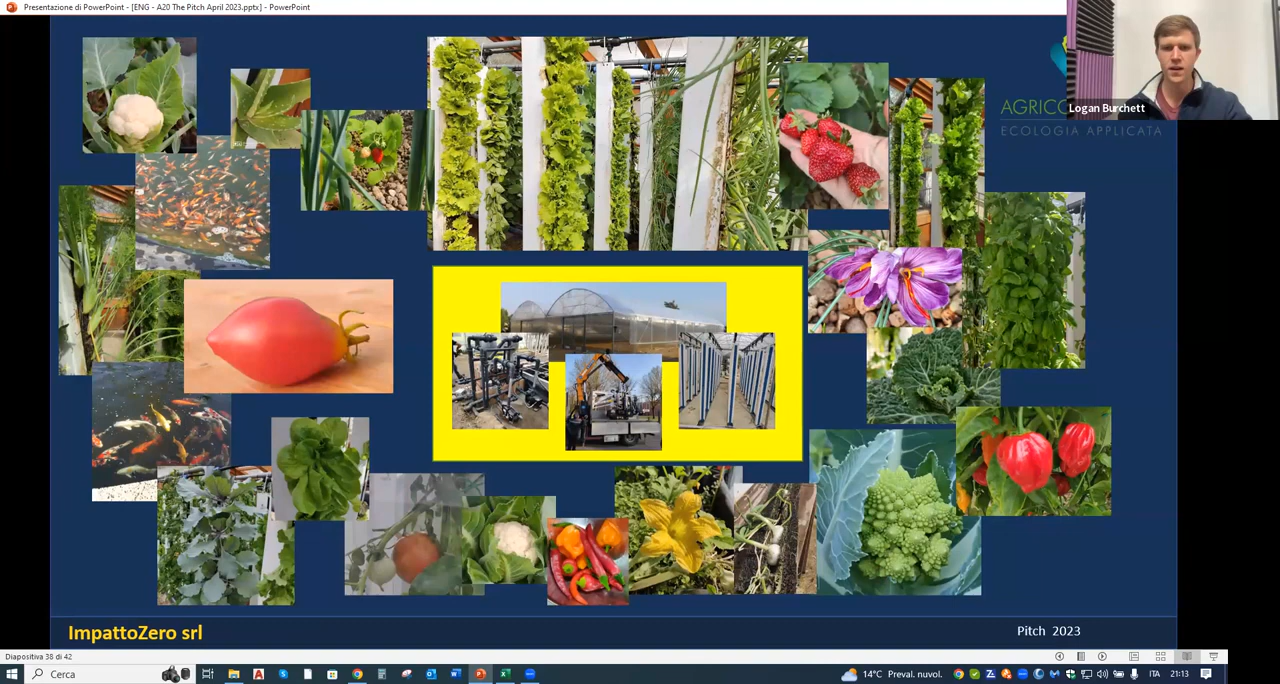 Presentazione di PowerPoint - [ENG - A20 The Pitch April 2023.pptx] - PowerPoint
Logan Burchett
ECOLOGIA APPLICATA
ImpattoZero srl
Pitch 2023
Diapositiva 38 di 42
Cerca
14°C Preval. nuvol.
ITA
21:13